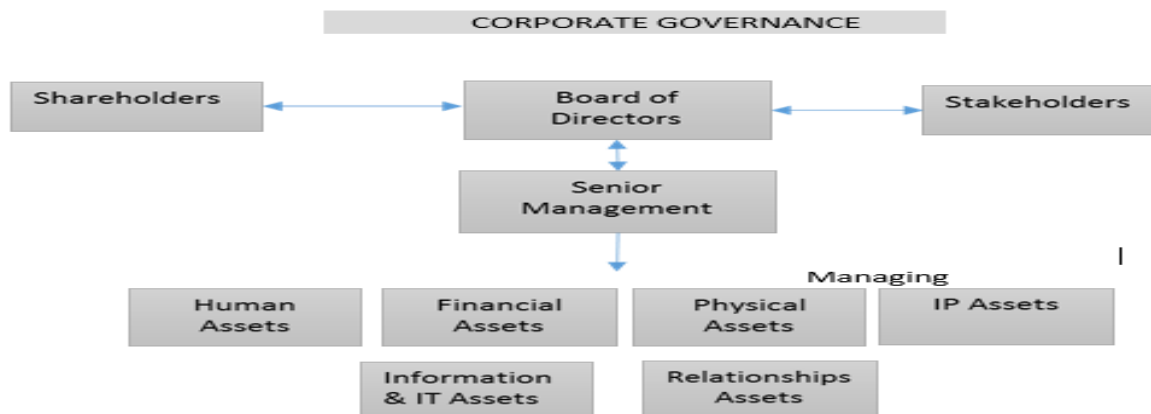 CORPORATE GOVERNANCE
Shareholders
Board of
Directors
Stakeholders
Senior
Management
Managing
Human
Assets
Financial
Assets
Physical
Assets
IP Assets
Information
& IT Assets
Relationships
Assets